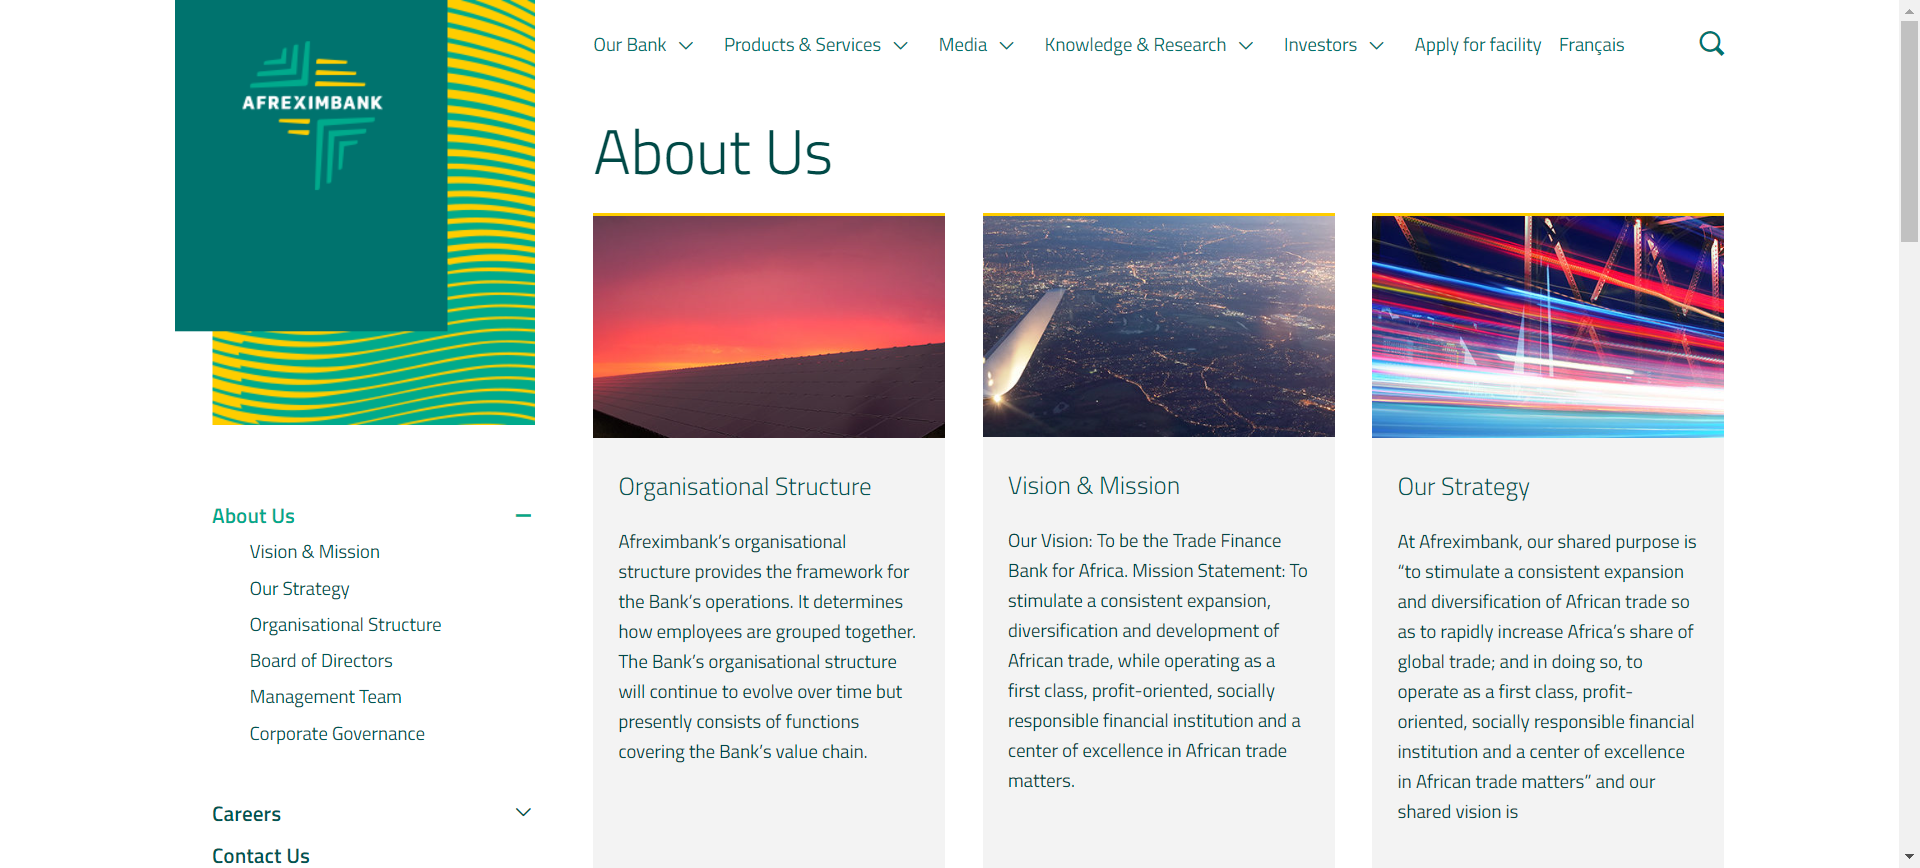 AFREXIMBANK
Our Bank
Products & Services
Media
Knowledge & Research
Investors
Apply for facility
Français
About Us
About Us
Vision & Mission
Our Strategy
Organisational Structure
Board of Directors
Management Team
Corporate Governance
Careers
Contact Us
Organisational Structure
Afreximbank’s organisational
structure provides the framework for
the Bank’s operations. It determines
how employees are grouped together.
The Bank’s organisational structure
will continue to evolve over time but
presently consists of functions
covering the Bank’s value chain.
Vision & Mission
Our Vision: To be the Trade Finance
Bank for Africa. Mission Statement: To
stimulate a consistent expansion,
diversification and development of
African trade, while operating as a
first class, profit-oriented, socially
responsible financial institution and a
center of excellence in African trade
matters.
Our Strategy
At Afreximbank, our shared purpose is
“to stimulate a consistent expansion
and diversification of African trade so
as to rapidly increase Africa’s share of
global trade; and in doing so, to
operate as a first class, profit-
oriented, socially responsible financial
institution and a center of excellence
in African trade matters” and our
shared vision is